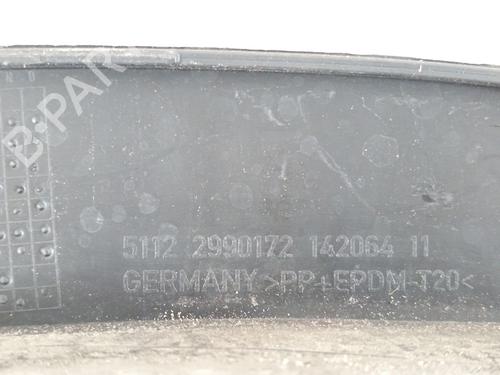 B-PARTS
5112 2990172 142064 11
GERMANY >PP+EPDM-T20<